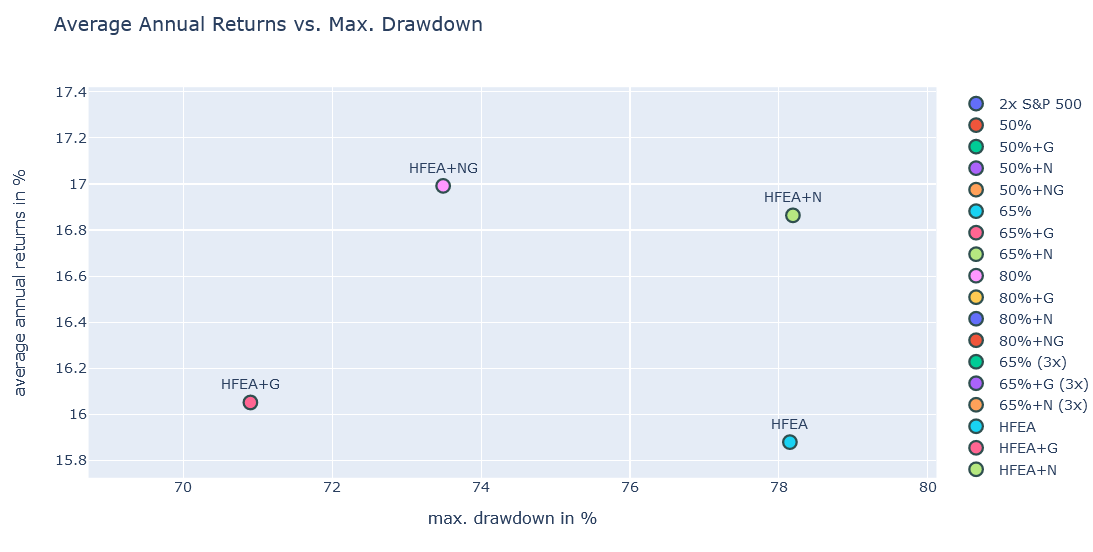 Average Annual Returns vs. Max. Drawdown
17.4
17.2
17
16.8
16.6
16.4
16.2
16
15.8
average annual returns in %
HFEA+NG
HFEA+N
HFEA+G
HFEA
70
72
74
76
78
80
max. drawdown in %
2x S&P 500
50%
50%+G
50%+N
50%+NG
65%
65%+G
65%+N
80%
80%+G
80%+N
80%+NG
65% (3x)
65%+G (3x)
65%+N (3x)
HFEA
HFEA+G
HFEA+N